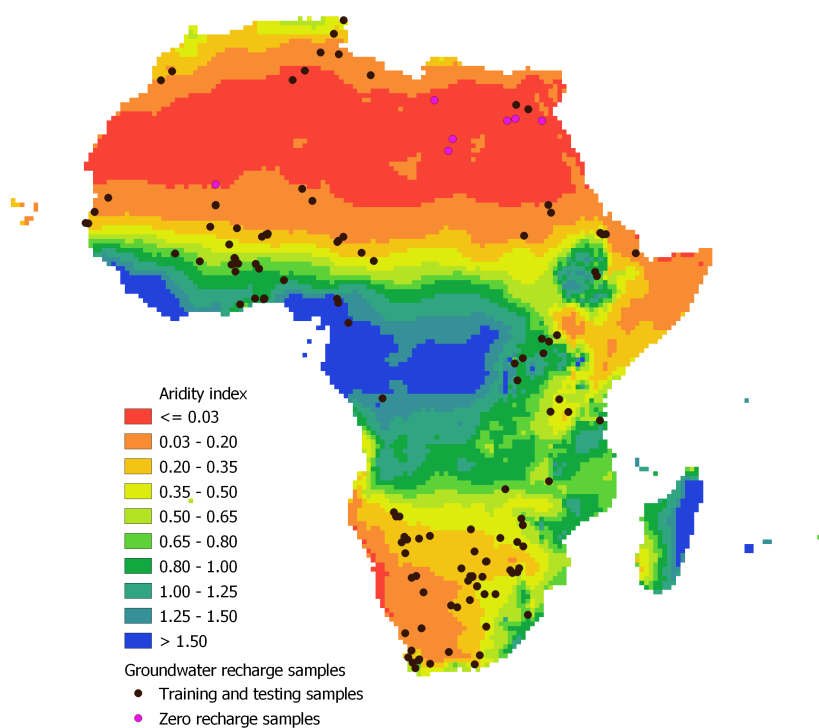 Aridity index
<= 0.03
0.03 - 0.20
0.20 - 0.35
0.35 - 0.50
0.50 - 0.65
0.65 - 0.80
0.80 - 1.00
1.00 - 1.25
1.25 - 1.50
> 1.50
Groundwater recharge samples
Training and testing samples
Zero recharge samples